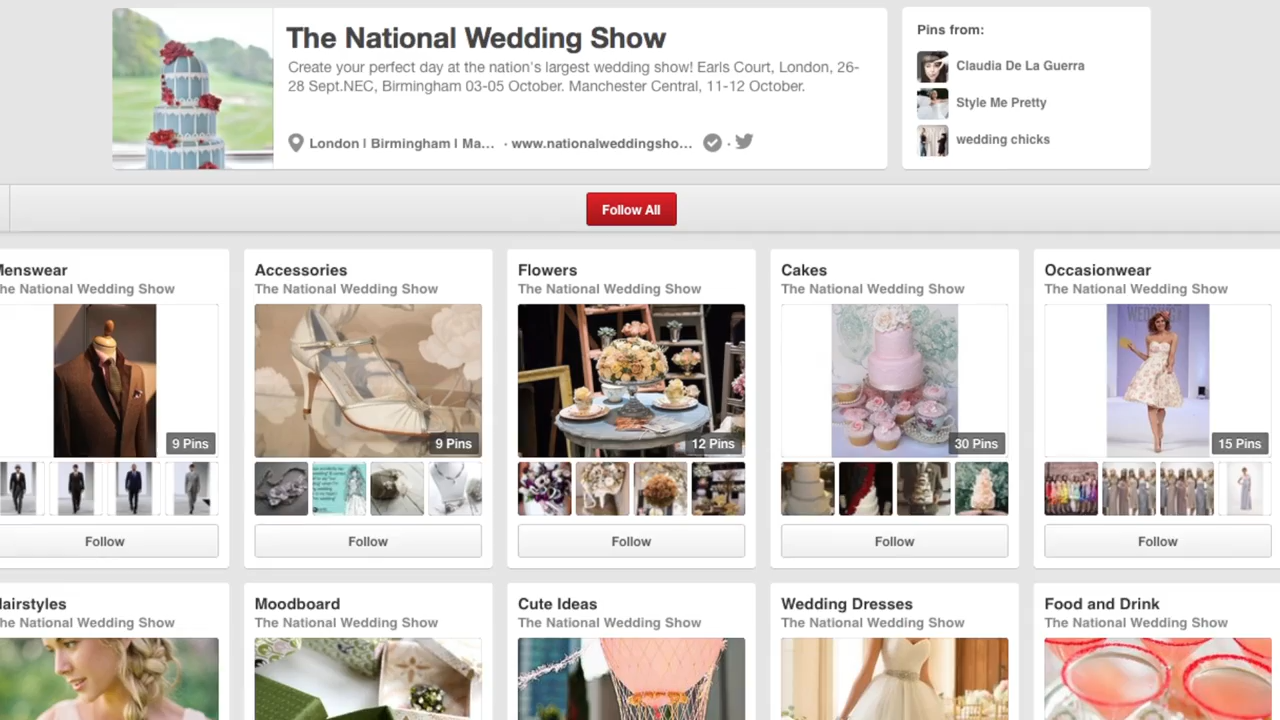 The National Wedding Show
Create your perfect day at the nation's largest wedding show! Earls Court, London, 26-
28 Sept.NEC, Birmingham 03-05 October. Manchester Central, 11-12 October.
London | Birmingham | Ma... · www.nationalweddingsho... ·
Pins from:
Claudia De La Guerra
Style Me Pretty
wedding chicks
Follow All
Menswear
The National Wedding Show
9 Pins
Follow
Accessories
The National Wedding Show
9 Pins
Follow
Flowers
The National Wedding Show
12 Pins
Follow
Cakes
The National Wedding Show
30 Pins
Follow
Occasionwear
The National Wedding Show
15 Pins
Follow
Hairstyles
The National Wedding Show
Moodboard
The National Wedding Show
Cute Ideas
The National Wedding Show
Wedding Dresses
The National Wedding Show
Food and Drink
The National Wedding Show